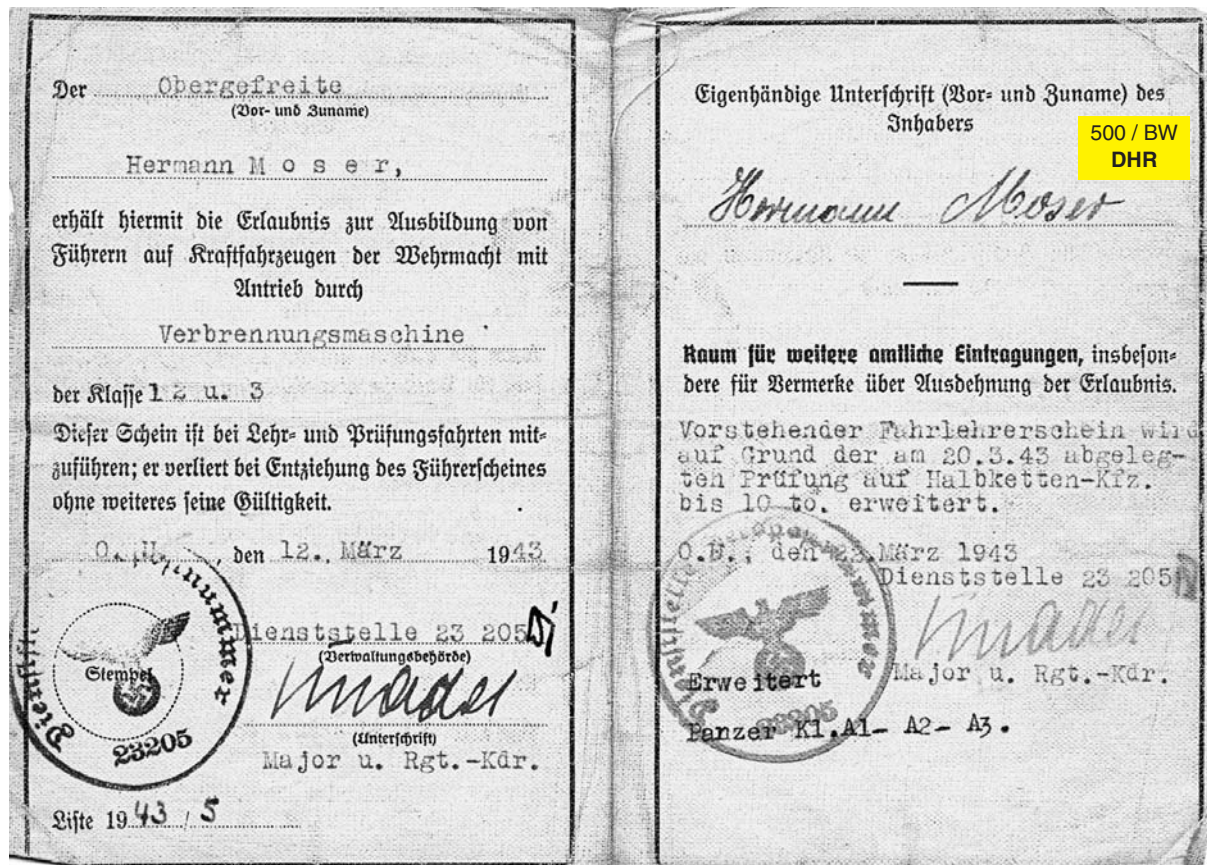 Der Obergefreite
(Vor- und Zuname)
Hermann M o s e r,
erhält hiermit die Erlaubnis zur Ausbildung von
Führern auf Kraftfahrzeugen der Wehrmacht mit
Antrieb durch
Verbrennungsmaschine
der Klasse 1 2 u. 3
Dieser Schein ist bei Lehr- und Prüfungsfahrten mit-
zuführen; er verliert bei Entziehung des Führerscheines
ohne weiteres seine Gültigkeit.
O. U., den 12. März 1943
Dienststelle 23 205
(Verwaltungsbehörde)
Stempel
23205
(Unterschrift)
Major u. Rgt.-Kdr.
Liste 1943 / 5
Eigenhändige Unterschrift (Vor- und Zuname) des
Inhabers
500 / BW
DHR
Hermann Moser
Raum für weitere amtliche Eintragungen, insbeson-
dere für Vermerke über Ausdehnung der Erlaubnis.
Vorstehender Fahrlehrerschein wird
auf Grund der am 20.3.43 abgeleg-
ten Prüfung auf Halbketten-Kfz.
bis 10 to. erweitert.
O.U., den 22.März 1943
Dienststelle 23 205
Major u. Rgt.-Kdr.
Erweitert
23205
Panzer Kl.A1- A2- A3.